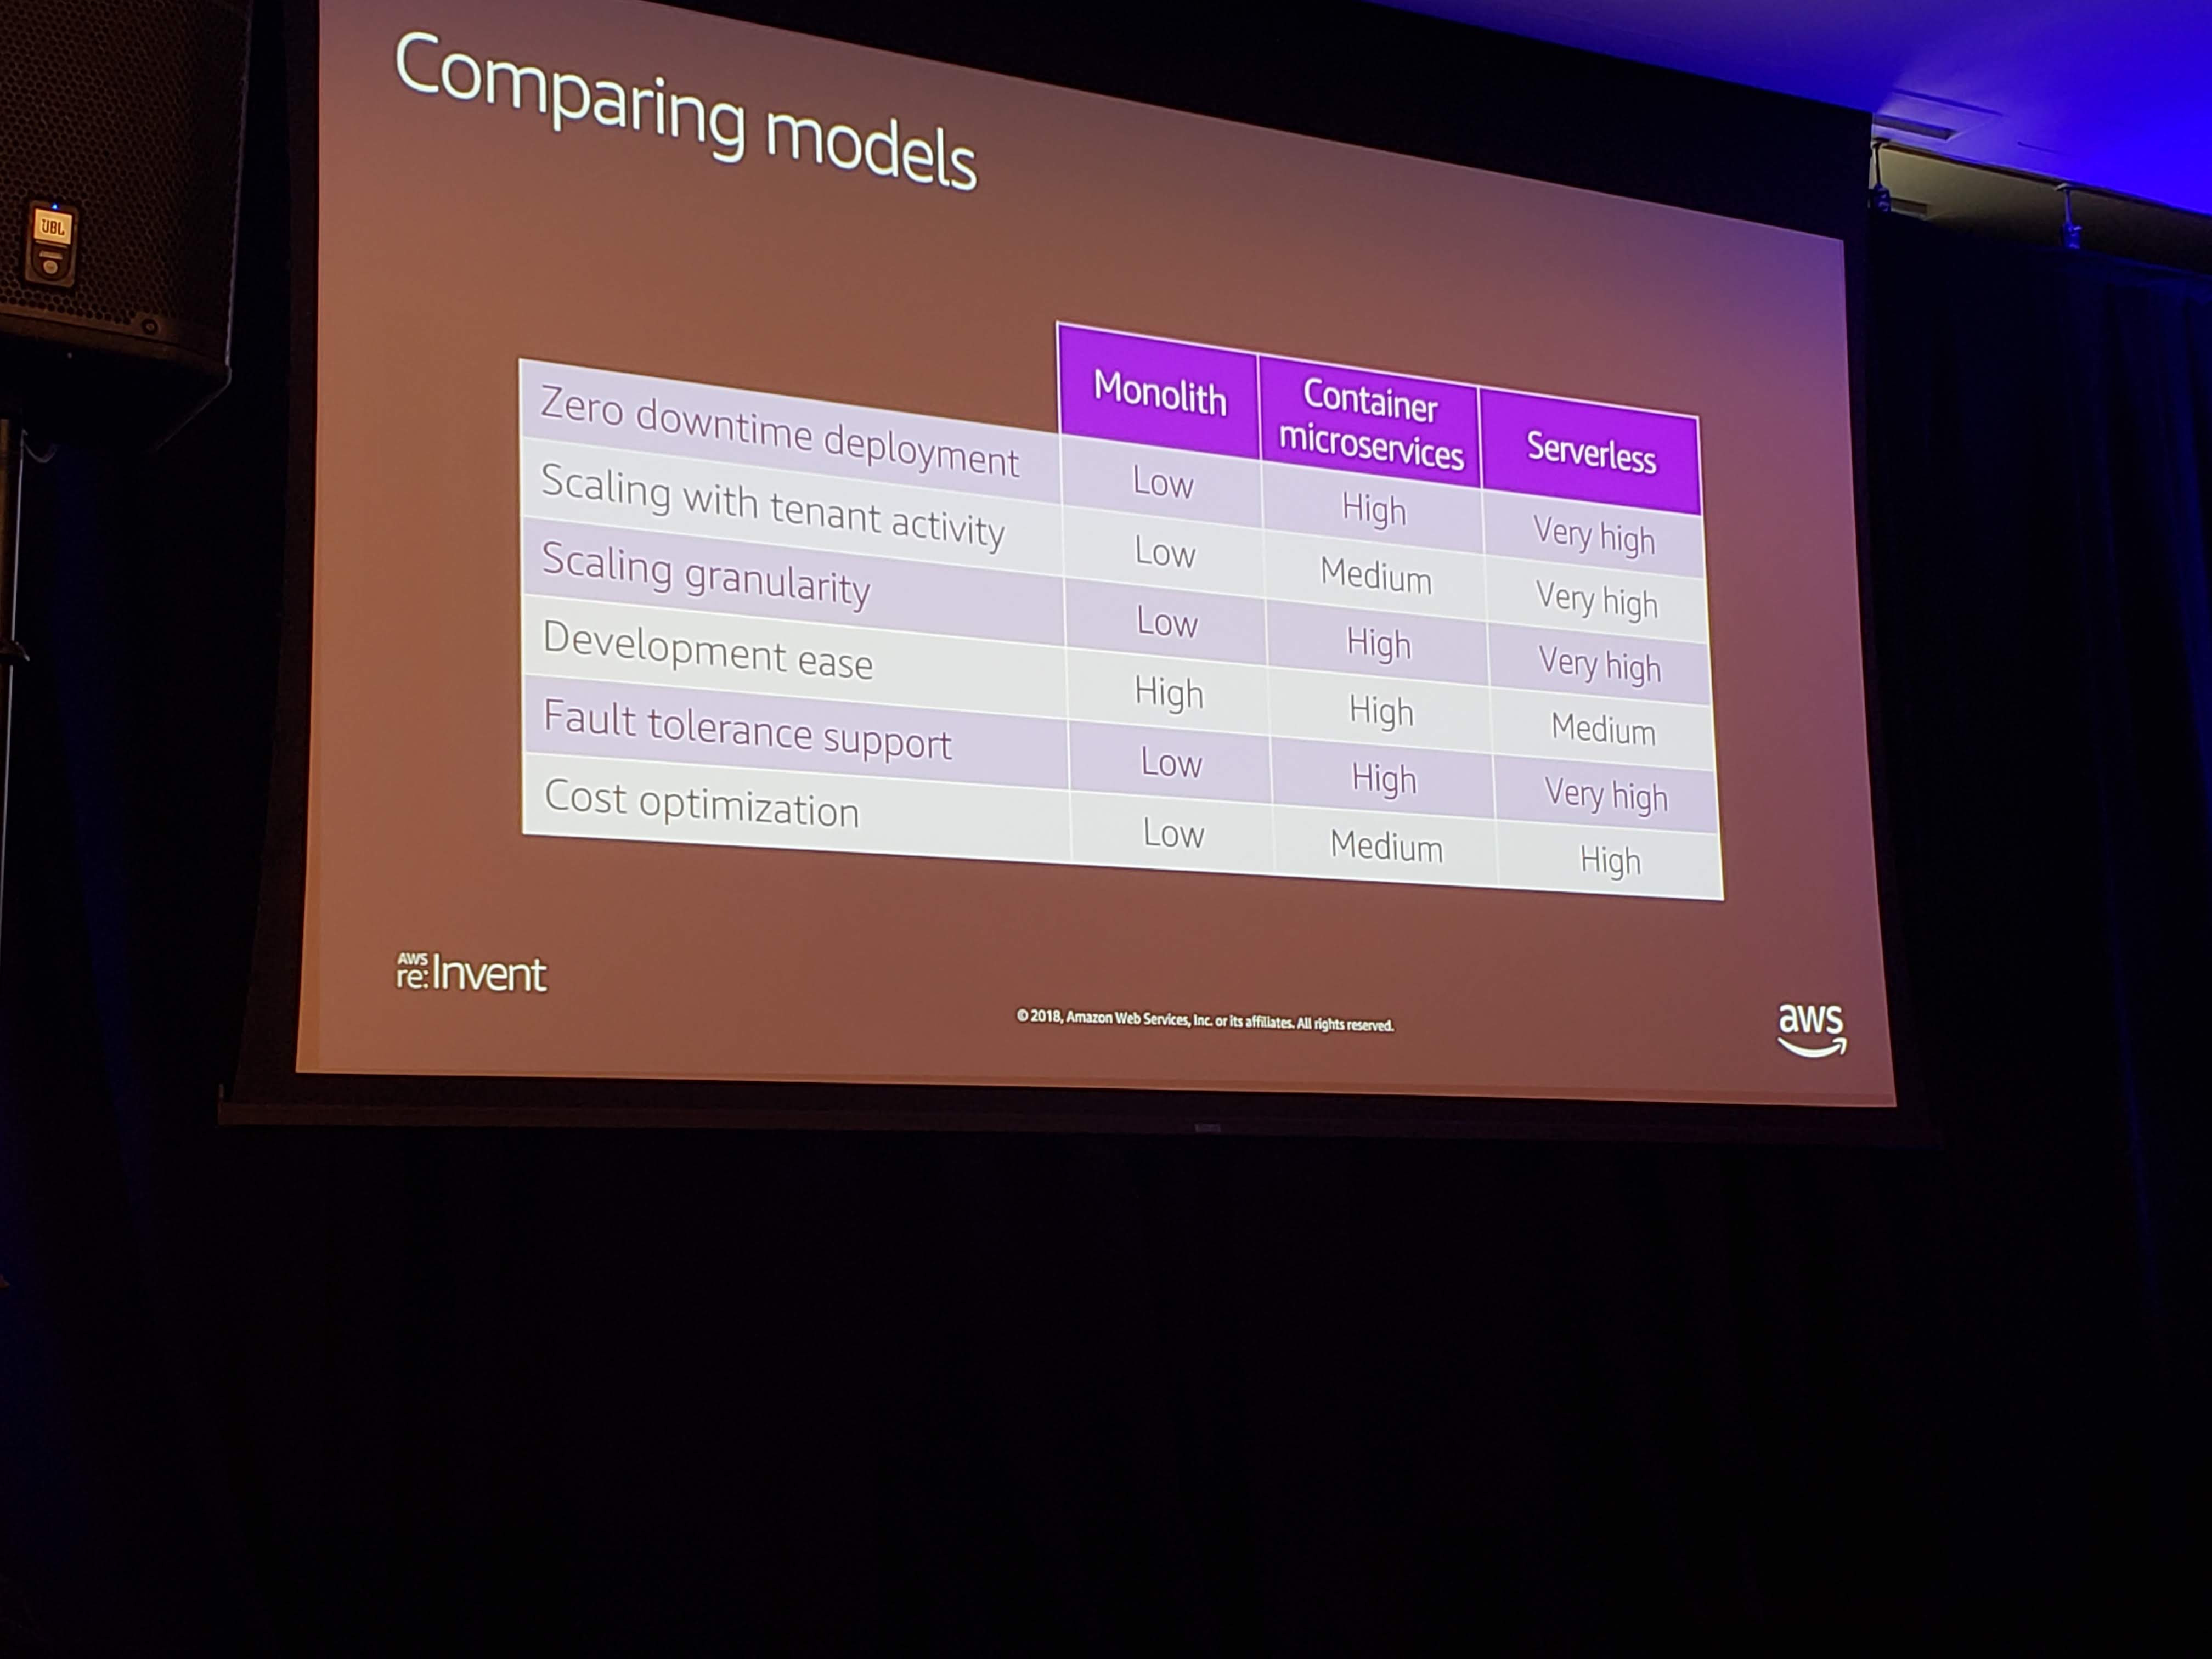 Comparing models
Monolith Container microservices Serverless
Zero downtime deployment Low High Very high
Scaling with tenant activity Low Medium Very high
Scaling granularity Low High Very high
Development ease High High Medium
Fault tolerance support Low High Very high
Cost optimization Low Medium High
AWS
re:Invent
© 2018, Amazon Web Services, Inc. or its affiliates. All rights reserved.
aws
JBL